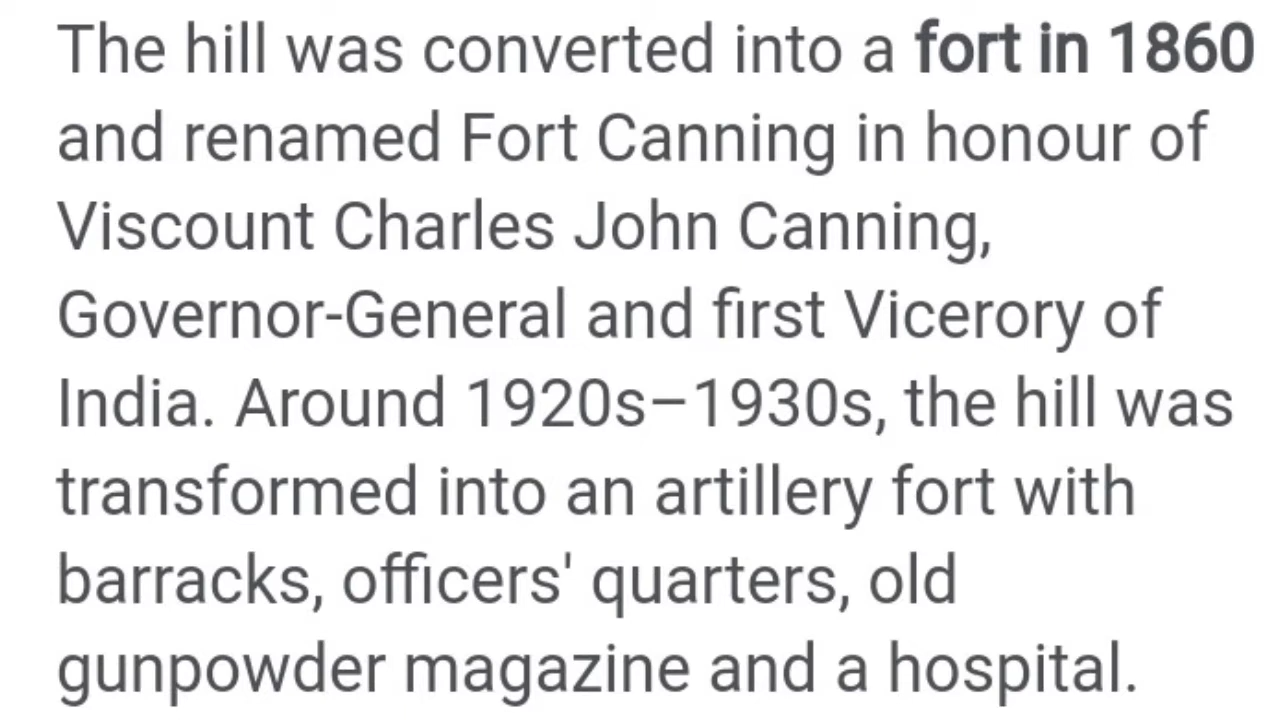 The hill was converted into a fort in 1860
and renamed Fort Canning in honour of
Viscount Charles John Canning,
Governor-General and first Vicerory of
India. Around 1920s–1930s, the hill was
transformed into an artillery fort with
barracks, officers' quarters, old
gunpowder magazine and a hospital.